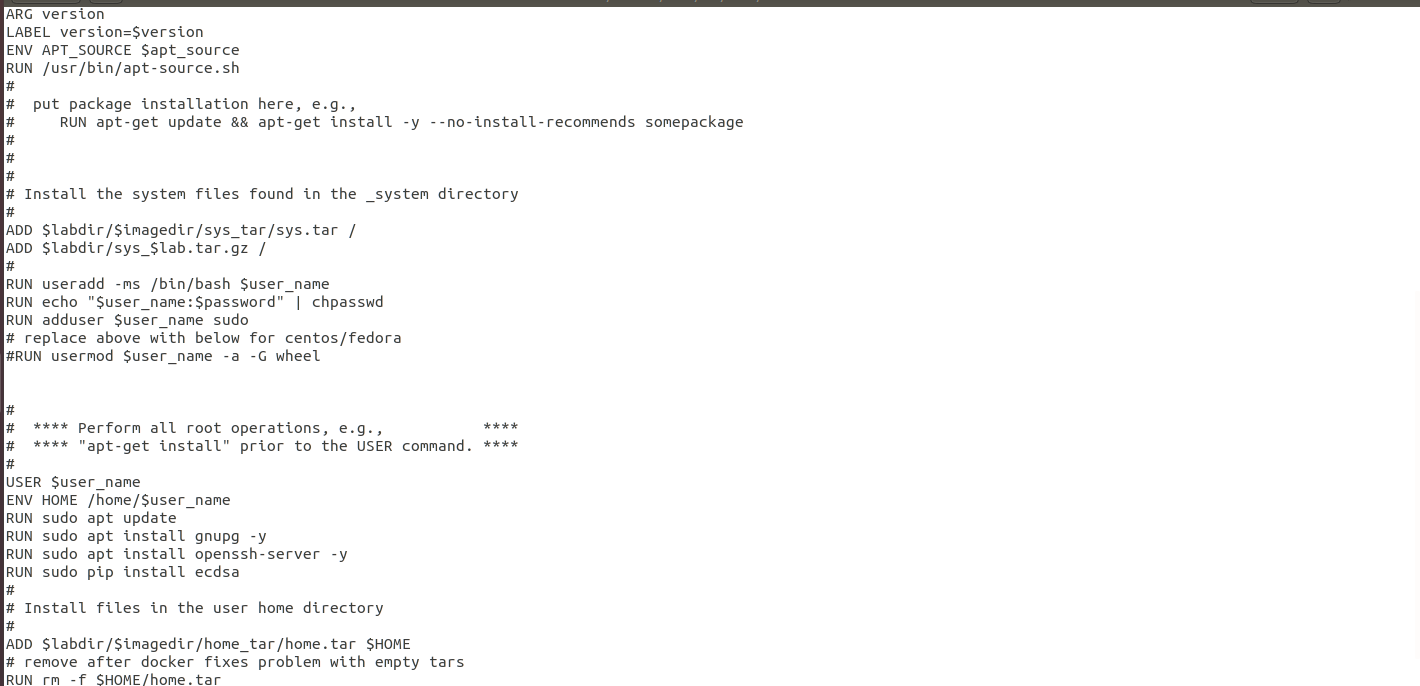 ARG version
LABEL version=$version
ENV APT_SOURCE $apt_source
RUN /usr/bin/apt-source.sh
#
#  put package installation here, e.g.,
#     RUN apt-get update && apt-get install -y --no-install-recommends somepackage
#
#
#
# Install the system files found in the _system directory
#
ADD $labdir/$imagedir/sys_tar/sys.tar /
ADD $labdir/sys_$lab.tar.gz /
#
RUN useradd -ms /bin/bash $user_name
RUN echo "$user_name:$password" | chpasswd
RUN adduser $user_name sudo
# replace above with below for centos/fedora
#RUN usermod $user_name -a -G wheel
#
#  **** Perform all root operations, e.g.,           ****
#  **** "apt-get install" prior to the USER command. ****
#
USER $user_name
ENV HOME /home/$user_name
RUN sudo apt update
RUN sudo apt install gnupg -y
RUN sudo apt install openssh-server -y
RUN sudo pip install ecdsa
#
# Install files in the user home directory
#
ADD $labdir/$imagedir/home_tar/home.tar $HOME
# remove after docker fixes problem with empty tars
RUN rm -f $HOME/home.tar